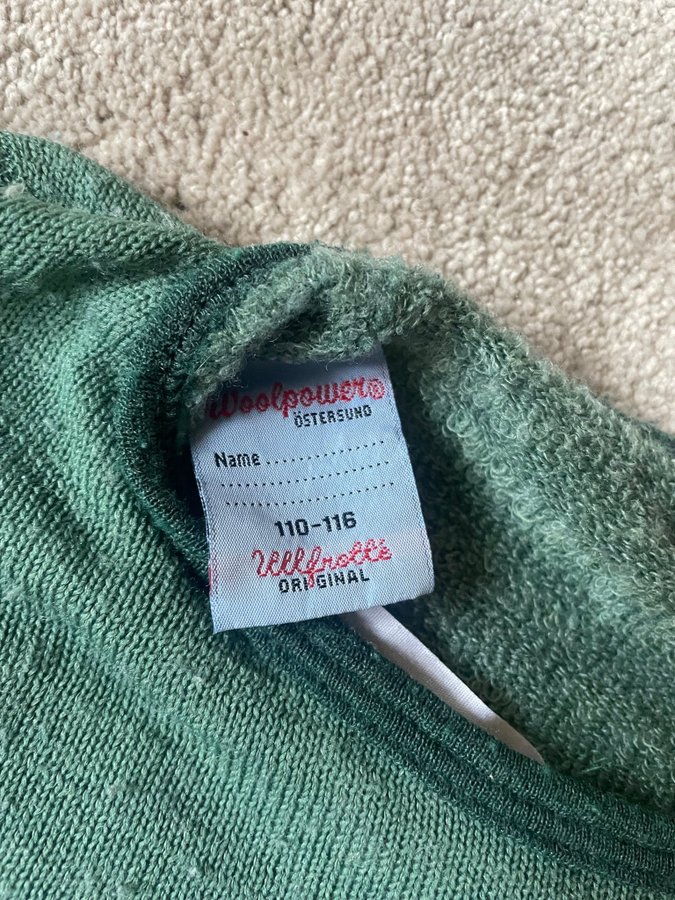 Woolpower®
ÖSTERSUND
Name
110-116
Ullfrotté
ORIGINAL